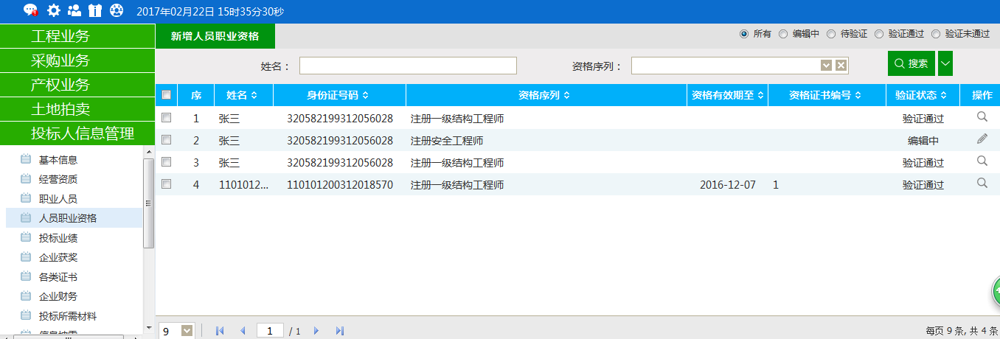 2017年02月22日 15时35分30秒
工程业务
采购业务
产权业务
土地拍卖
投标人信息管理
基本信息
经营资质
职业人员
人员职业资格
投标业绩
企业获奖
各类证书
企业财务
投标所需材料
新增人员职业资格
所有 编辑中 待验证 验证通过 验证未通过
姓名： 资格序列： 搜索
序 姓名 身份证号码 资格序列 资格有效期至 资格证书编号 验证状态 操作
1 张三 320582199312056028 注册一级结构工程师 验证通过
2 张三 320582199312056028 注册安全工程师 编辑中
3 张三 320582199312056028 注册一级结构工程师 验证通过
4 1101012... 110101200312018570 注册一级结构工程师 2016-12-07 1 验证通过
9 1 / 1 每页 9 条, 共 4 条